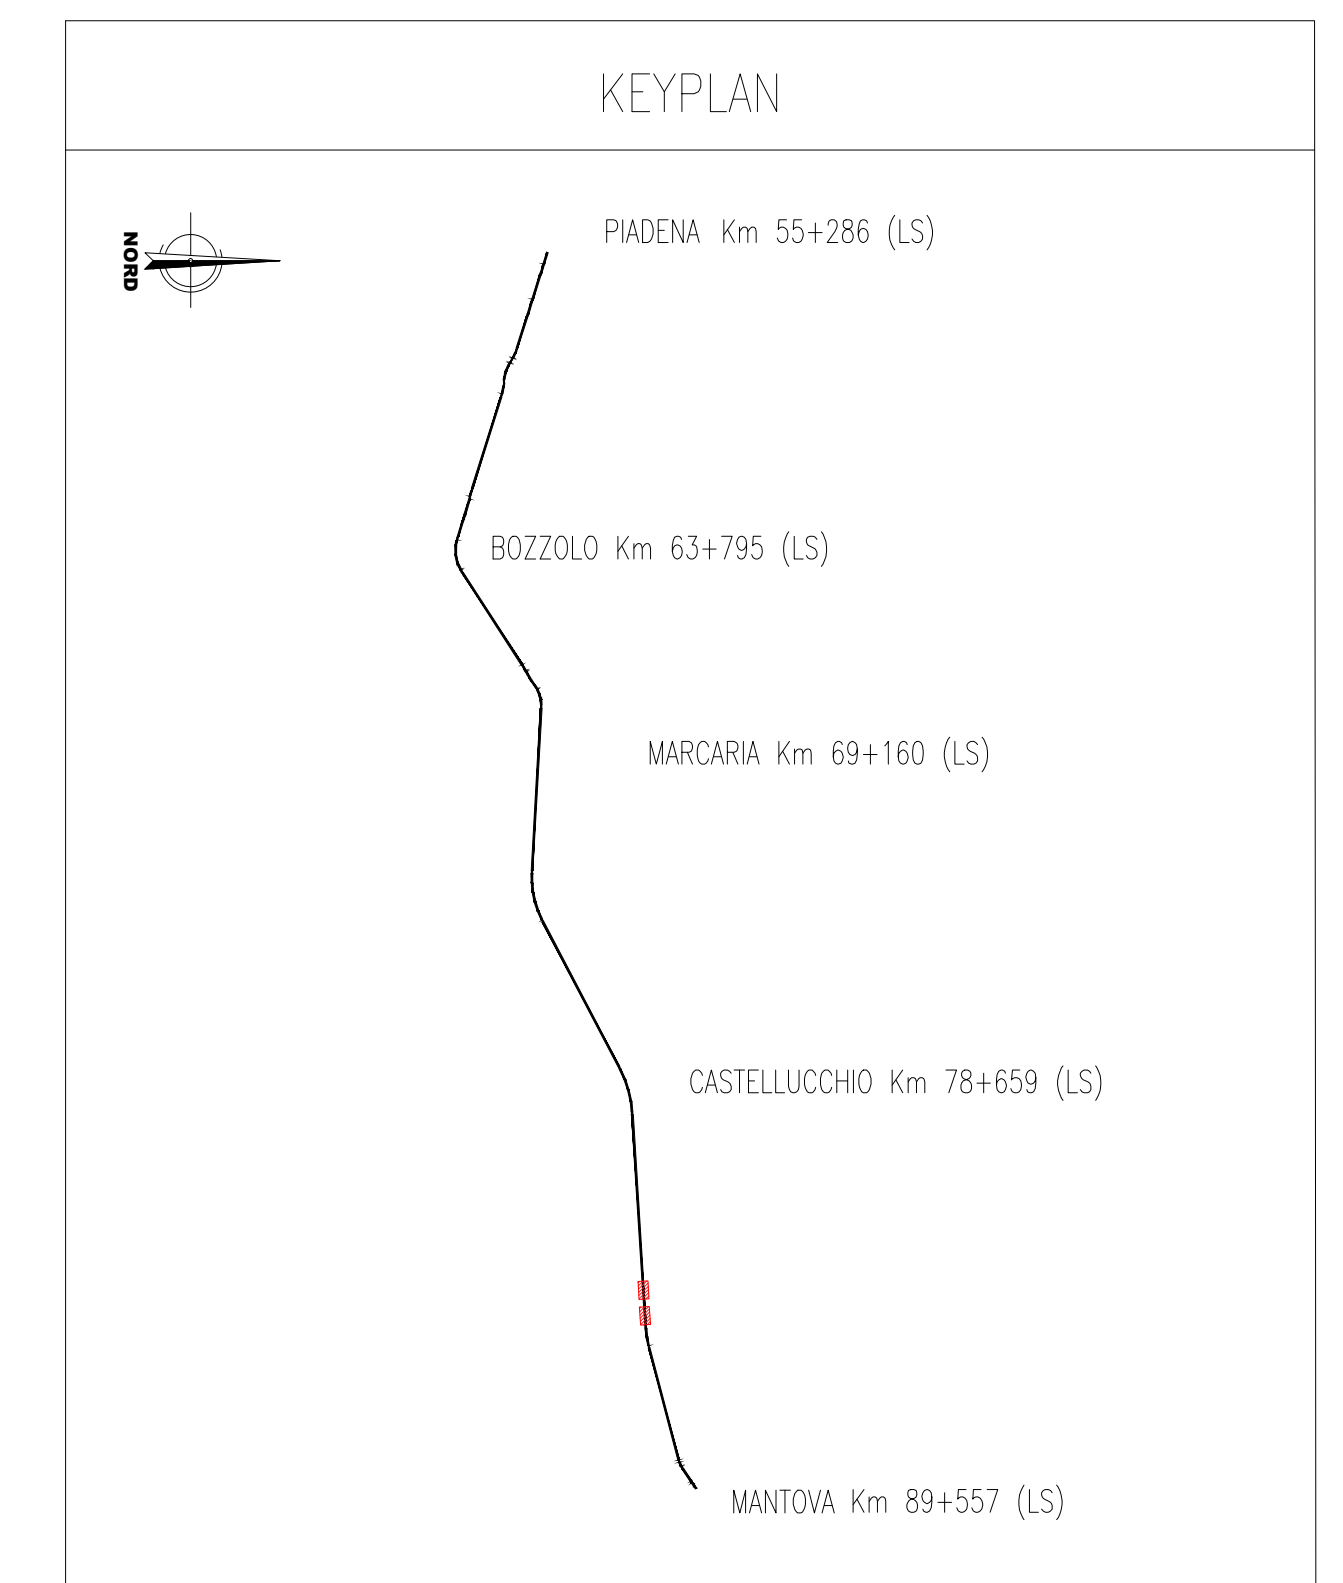 KEYPLAN
NORD
PIADENA Km 55+286 (LS)
BOZZOLO Km 63+795 (LS)
MARCARIA Km 69+160 (LS)
CASTELLUCCHIO Km 78+659 (LS)
MANTOVA Km 89+557 (LS)